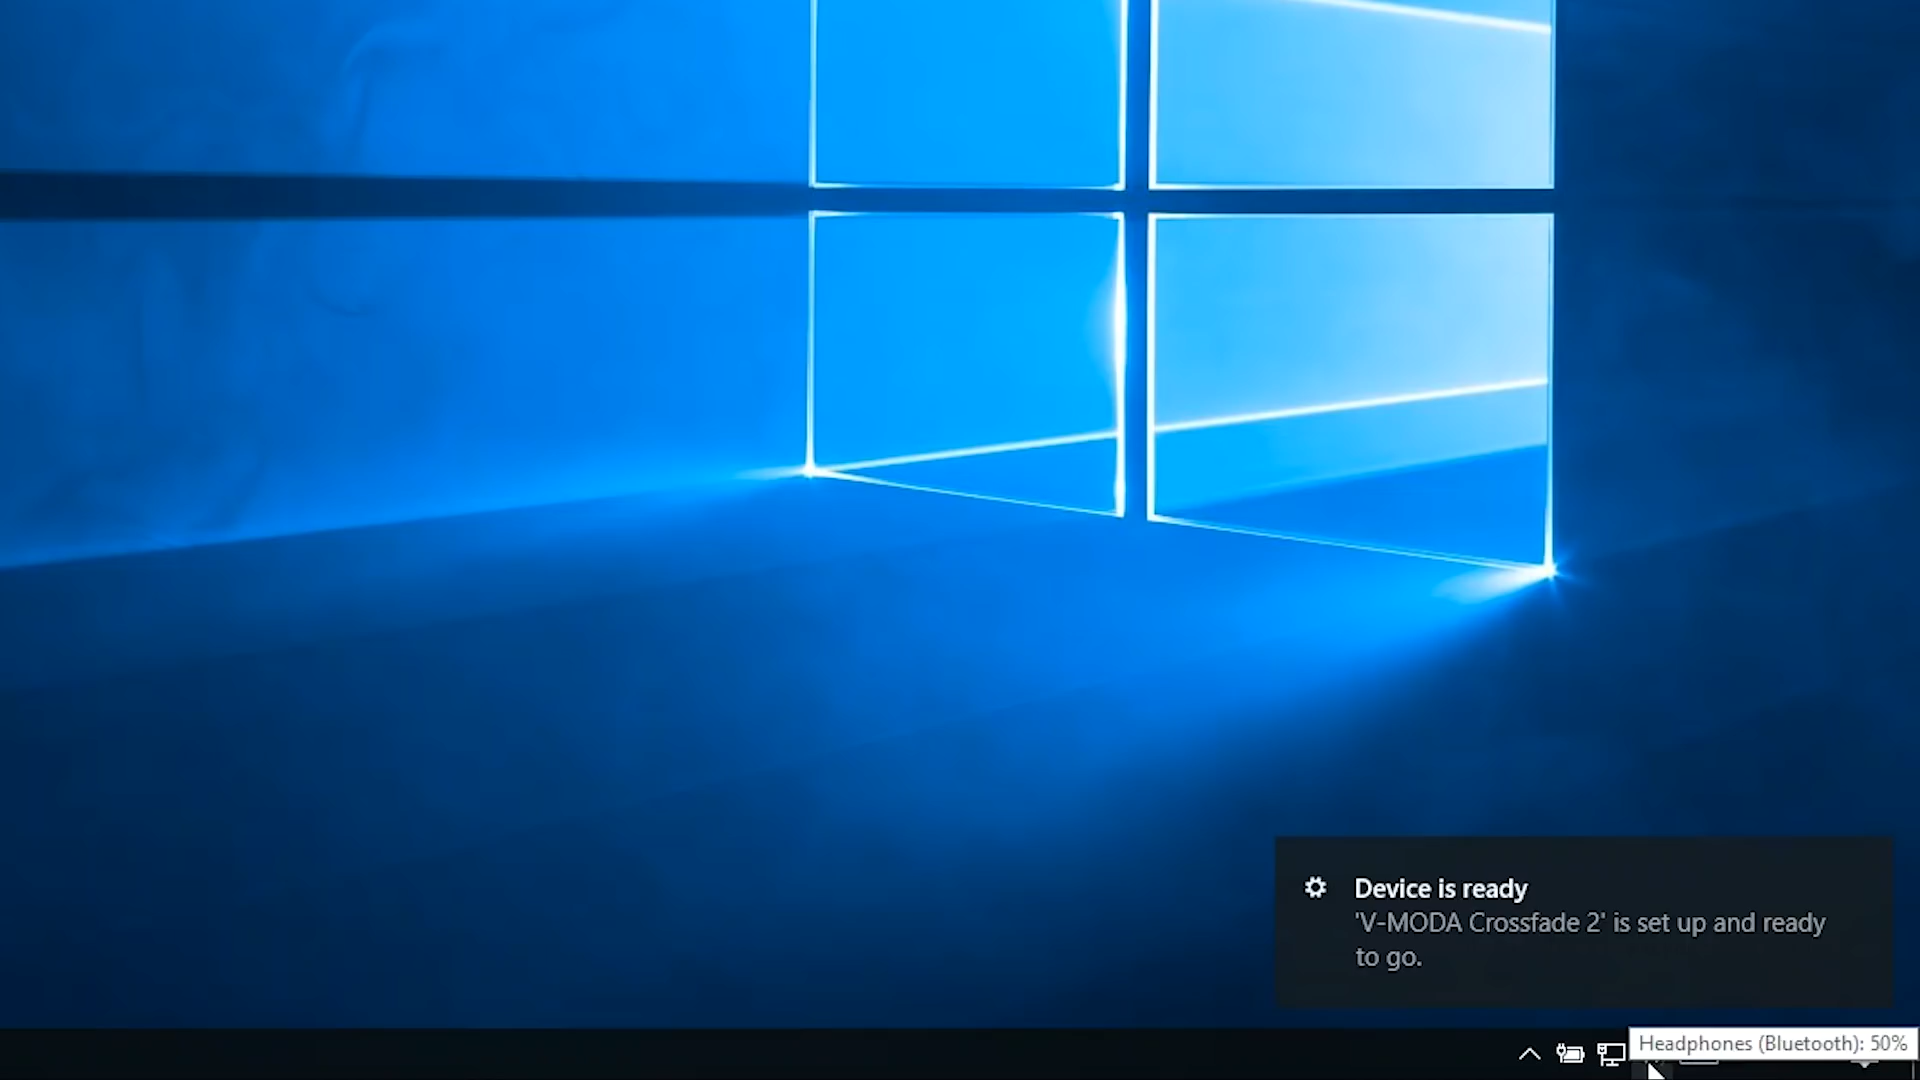 Device is ready
'V-MODA Crossfade 2' is set up and ready
to go.
Headphones (Bluetooth): 50%